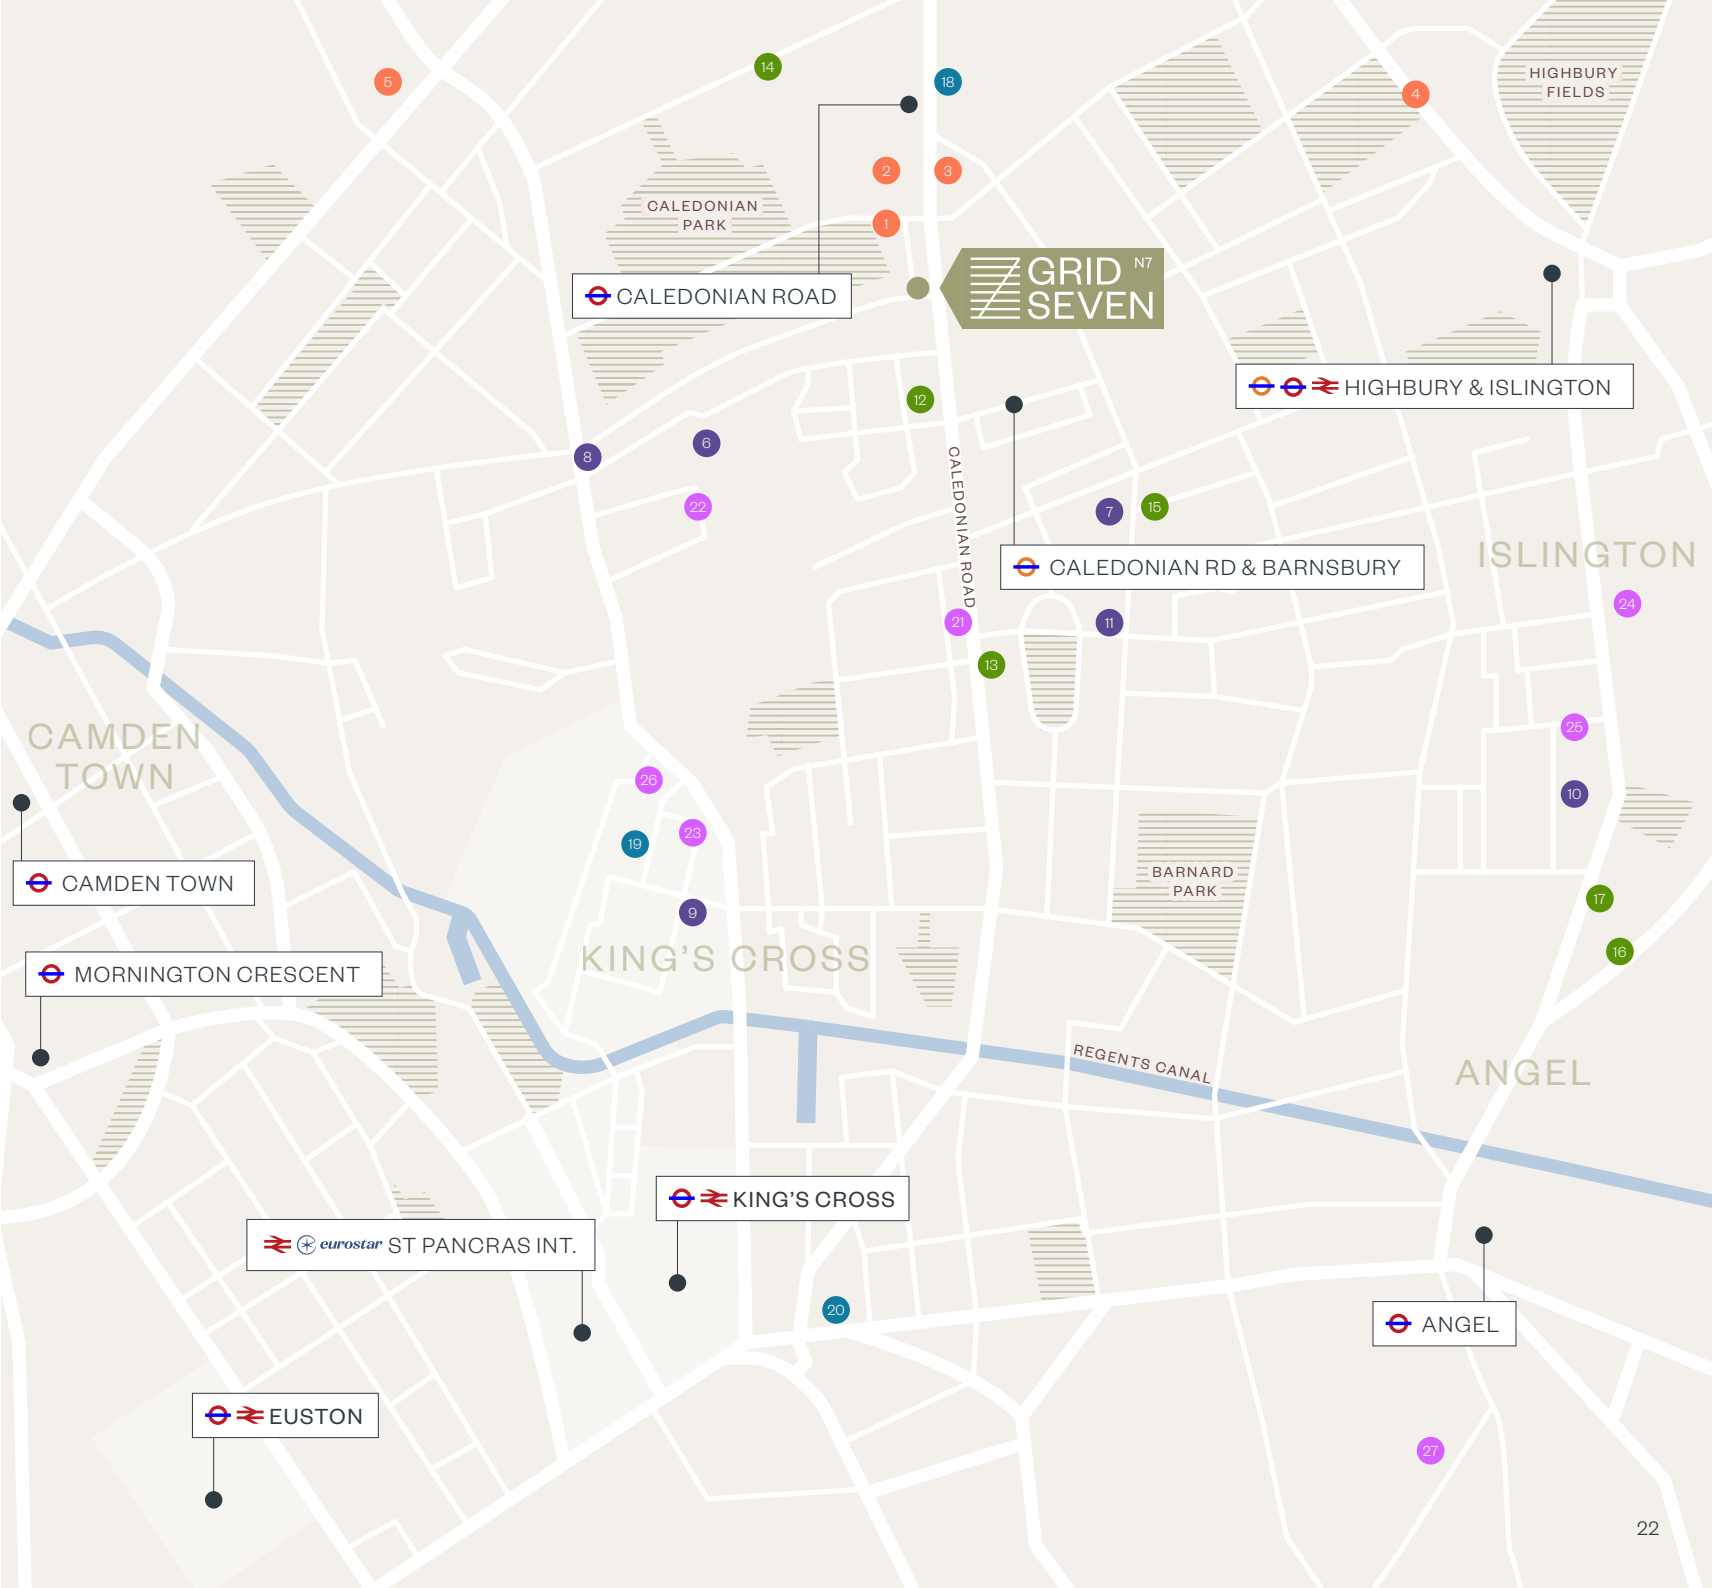 5
14
18
4
HIGHBURY
FIELDS
2
3
CALEDONIAN
PARK
1
GRID N7
SEVEN
CALEDONIAN ROAD
HIGHBURY & ISLINGTON
12
6
8
CALEDONIAN ROAD
22
7
15
ISLINGTON
CALEDONIAN RD & BARNSBURY
24
21
11
13
CAMDEN
TOWN
25
26
10
23
19
CAMDEN TOWN
BARNARD
PARK
17
9
16
KING'S CROSS
MORNINGTON CRESCENT
REGENTS CANAL
ANGEL
KING'S CROSS
eurostar ST PANCRAS INT.
20
ANGEL
EUSTON
27
22